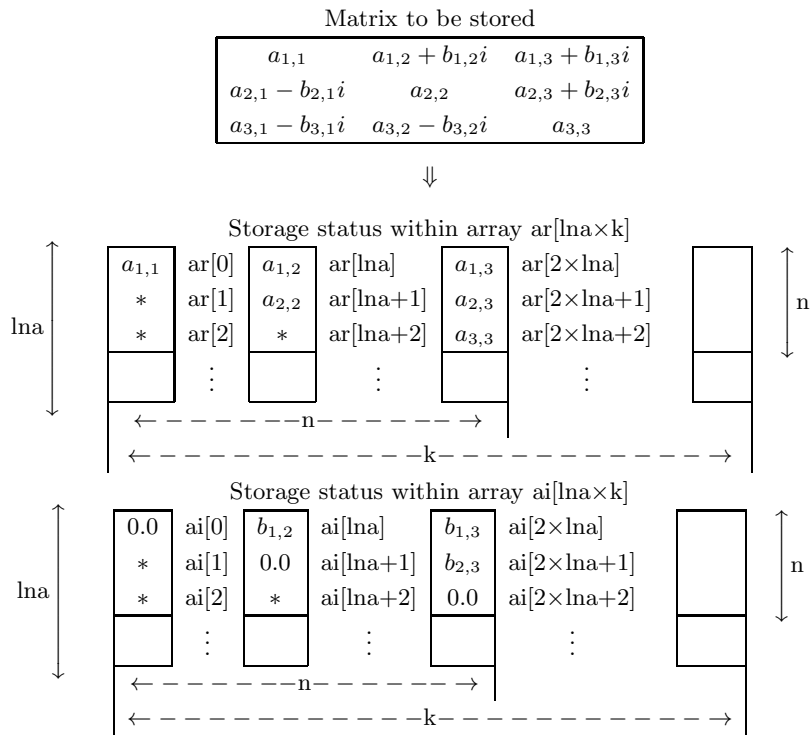 Matrix to be stored
a1,1 a1,2 + b1,2i a1,3 + b1,3i
a2,1 − b2,1i a2,2 a2,3 + b2,3i
a3,1 − b3,1i a3,2 − b3,2i a3,3
⇓
Storage status within array ar[lna×k]
a1,1 ar[0] a1,2 ar[lna] a1,3 ar[2×lna]
∗ ar[1] a2,2 ar[lna+1] a2,3 ar[2×lna+1] n
lna ∗ ar[2] ∗ ar[lna+2] a3,3 ar[2×lna+2]
⋮ ⋮ ⋮
n
k
Storage status within array ai[lna×k]
0.0 ai[0] b1,2 ai[lna] b1,3 ai[2×lna]
∗ ai[1] 0.0 ai[lna+1] b2,3 ai[2×lna+1] n
lna ∗ ai[2] ∗ ai[lna+2] 0.0 ai[2×lna+2]
⋮ ⋮ ⋮
n
k